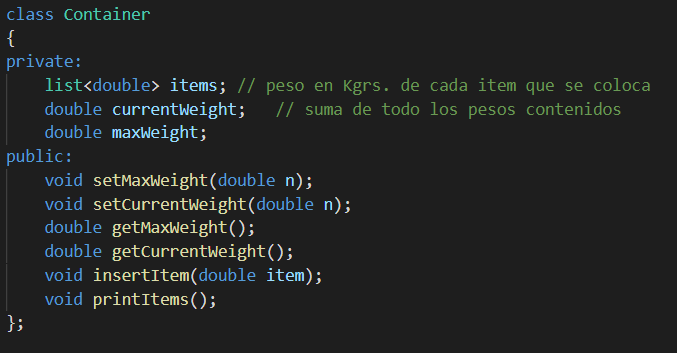 class Container
{
private:
    list<double> items; // peso en Kgrs. de cada item que se coloca
    double currentWeight;   // suma de todo los pesos contenidos
    double maxWeight;
public:
    void setMaxWeight(double n);
    void setCurrentWeight(double n);
    double getMaxWeight();
    double getCurrentWeight();
    void insertItem(double item);
    void printItems();
};